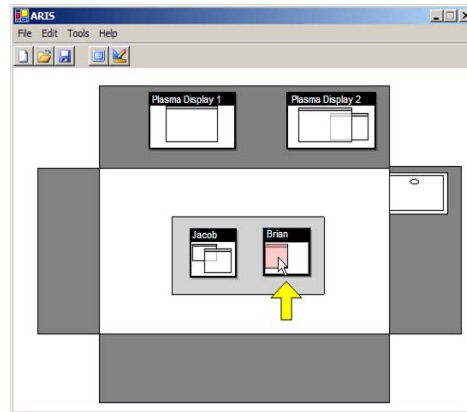 ARIS
File Edit Tools Help
Plasma Display 1
Plasma Display 2
Jacob
Brian